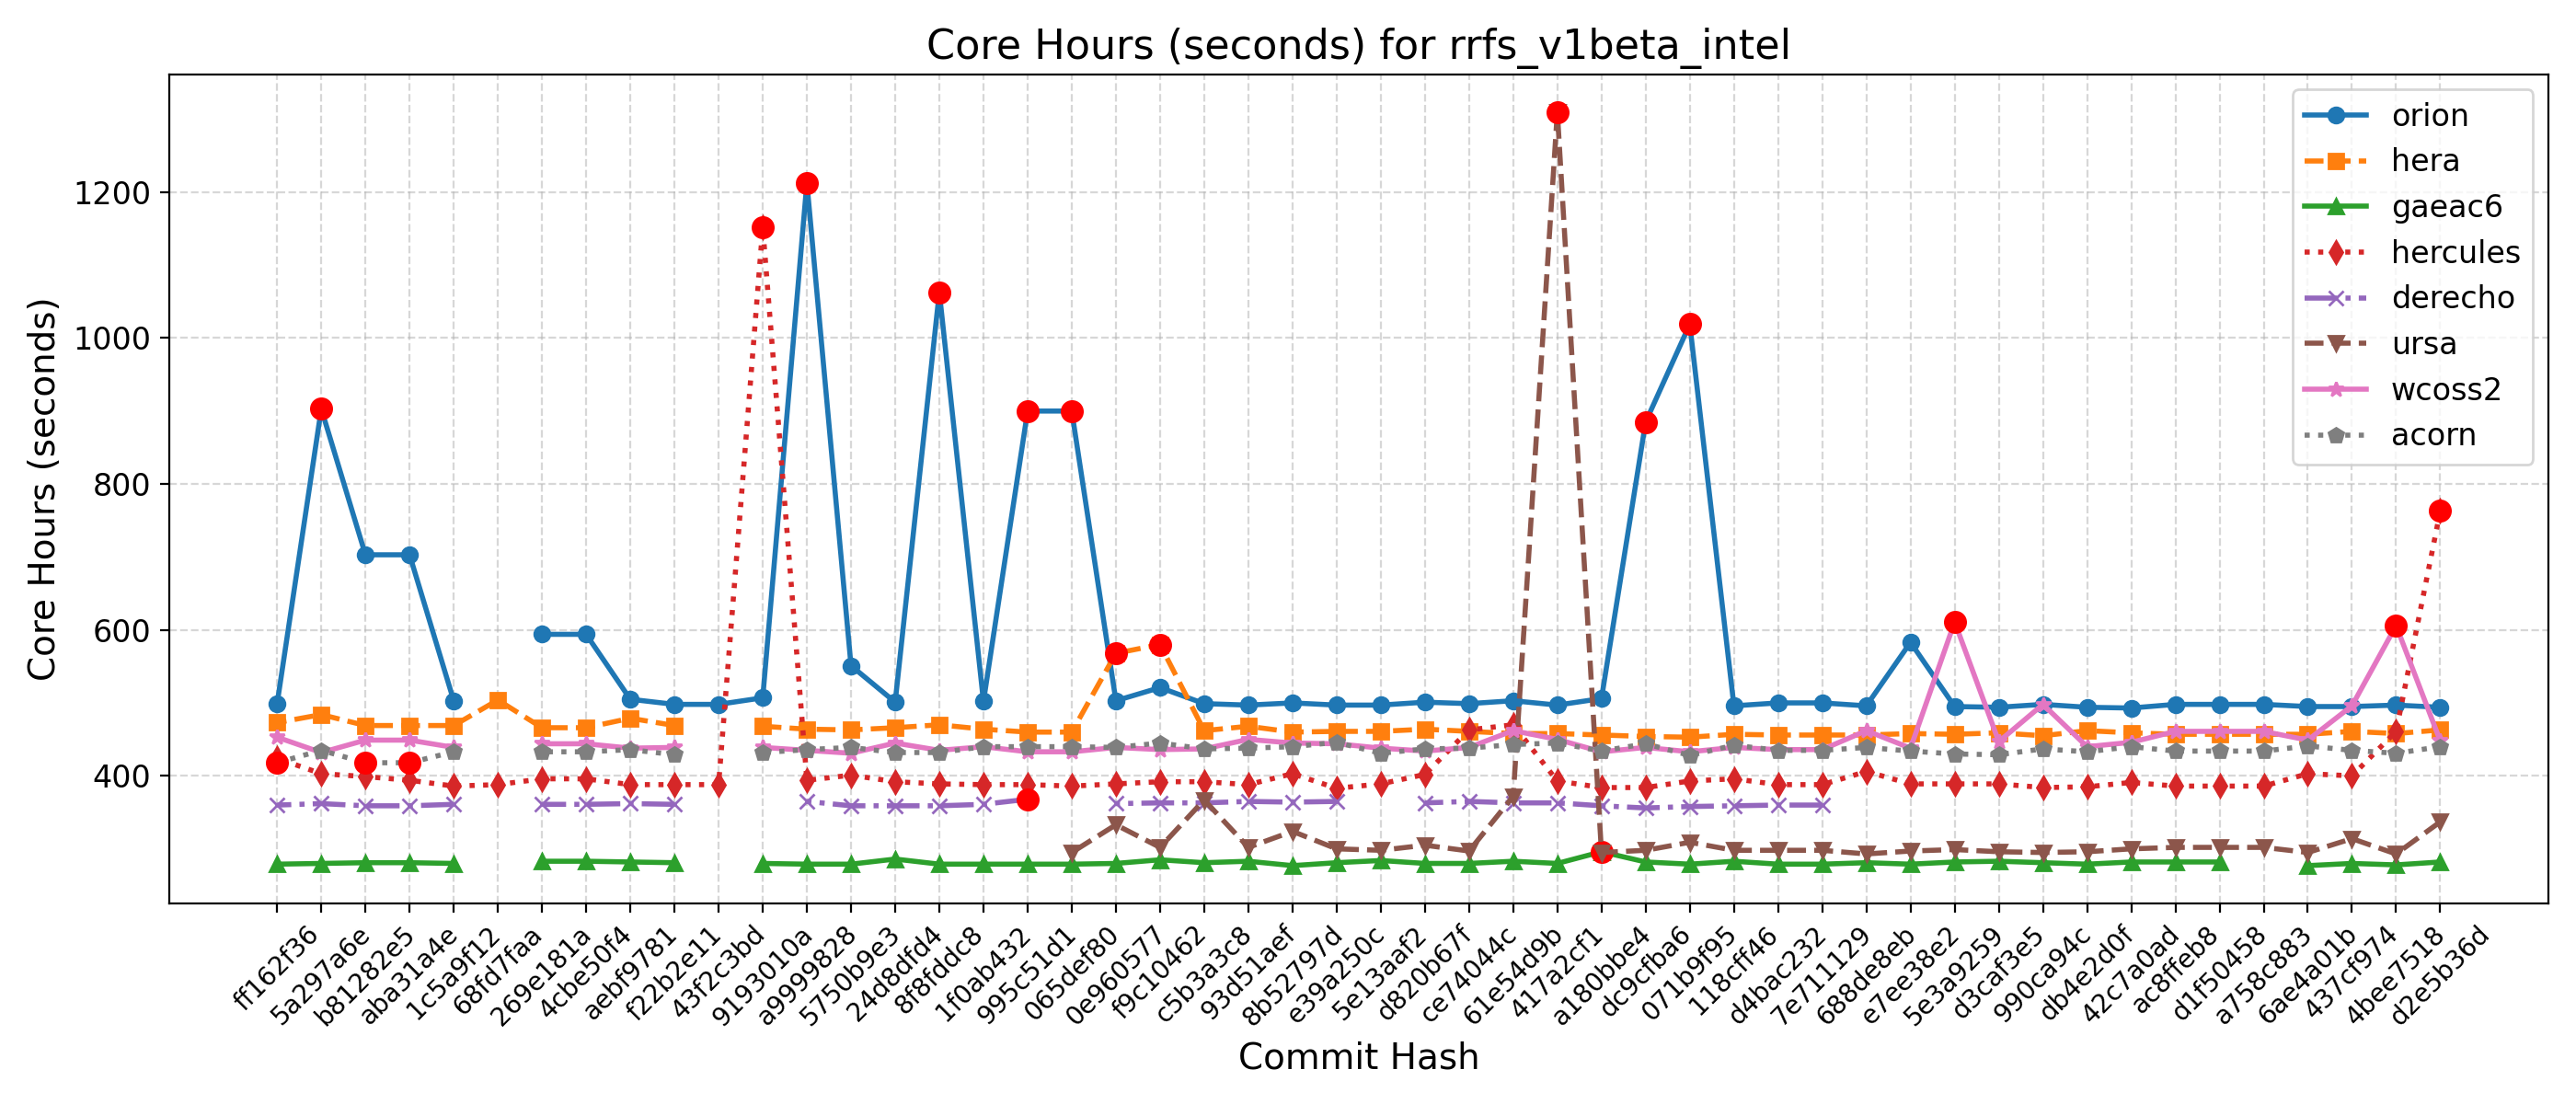 Core Hours (seconds) for rrfs_v1beta_intel
Core Hours (seconds)
1200
1000
800
600
400
orion
hera
gaeac6
hercules
derecho
ursa
wcoss2
acorn
ff162f36
5a297a6e
b81282e5
aba31a4e
1c5a9f12
68fd7faa
269e181a
4cbe50f4
aebf9781
f22b2e11
43f2c3bd
9193010a
a9999828
5750b9e3
24d8dfd4
8f8fddc8
1f0ab432
995c51d1
065def80
0e960577
f9c10462
c5b3a3c8
93d51aef
8b52797d
e39a250c
5e13aaf2
d820b67f
ce74044c
61e54d9b
417a2cf1
a180bbe4
dc9cfba6
071b9f95
118cff46
d4bac232
7e711129
688de8eb
e7ee38e2
5e3a9259
d3caf3e5
990ca94c
db4e2d0f
42c7a0ad
ac8ffeb8
d1f50458
a758c883
6ae4a01b
437cf974
4bee7518
d2e5b36d
Commit Hash